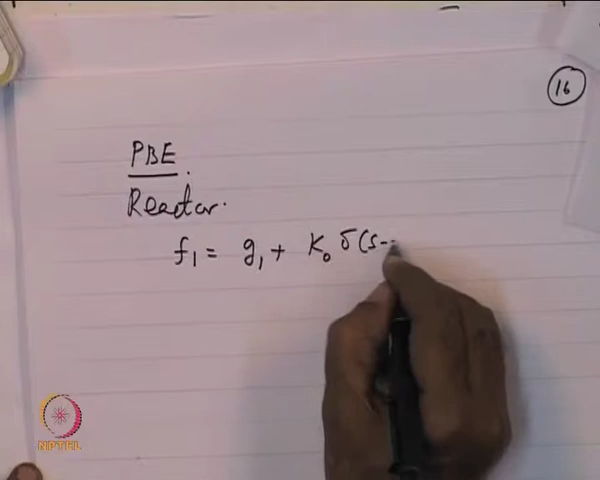 16
PBE
Reactor.
f₁ = g₁ + K₀ δ(s-
NPTEL